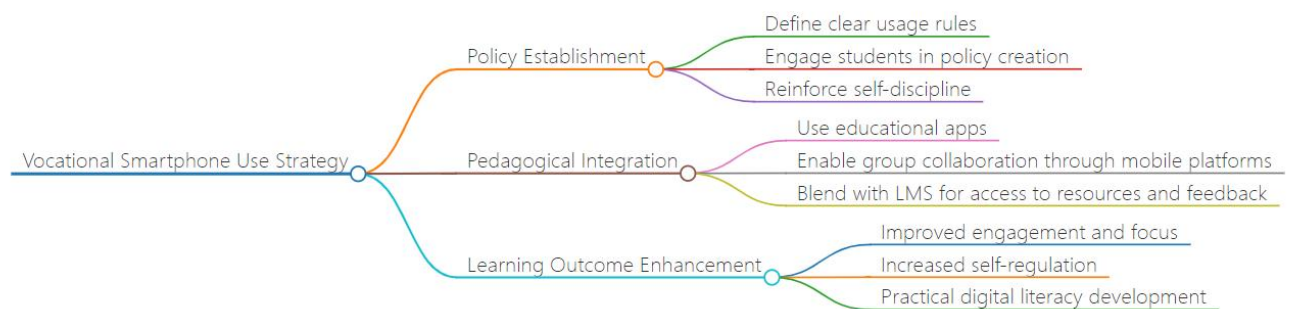 Vocational Smartphone Use Strategy
Policy Establishment
Define clear usage rules
Engage students in policy creation
Reinforce self-discipline
Pedagogical Integration
Use educational apps
Enable group collaboration through mobile platforms
Blend with LMS for access to resources and feedback
Learning Outcome Enhancement
Improved engagement and focus
Increased self-regulation
Practical digital literacy development